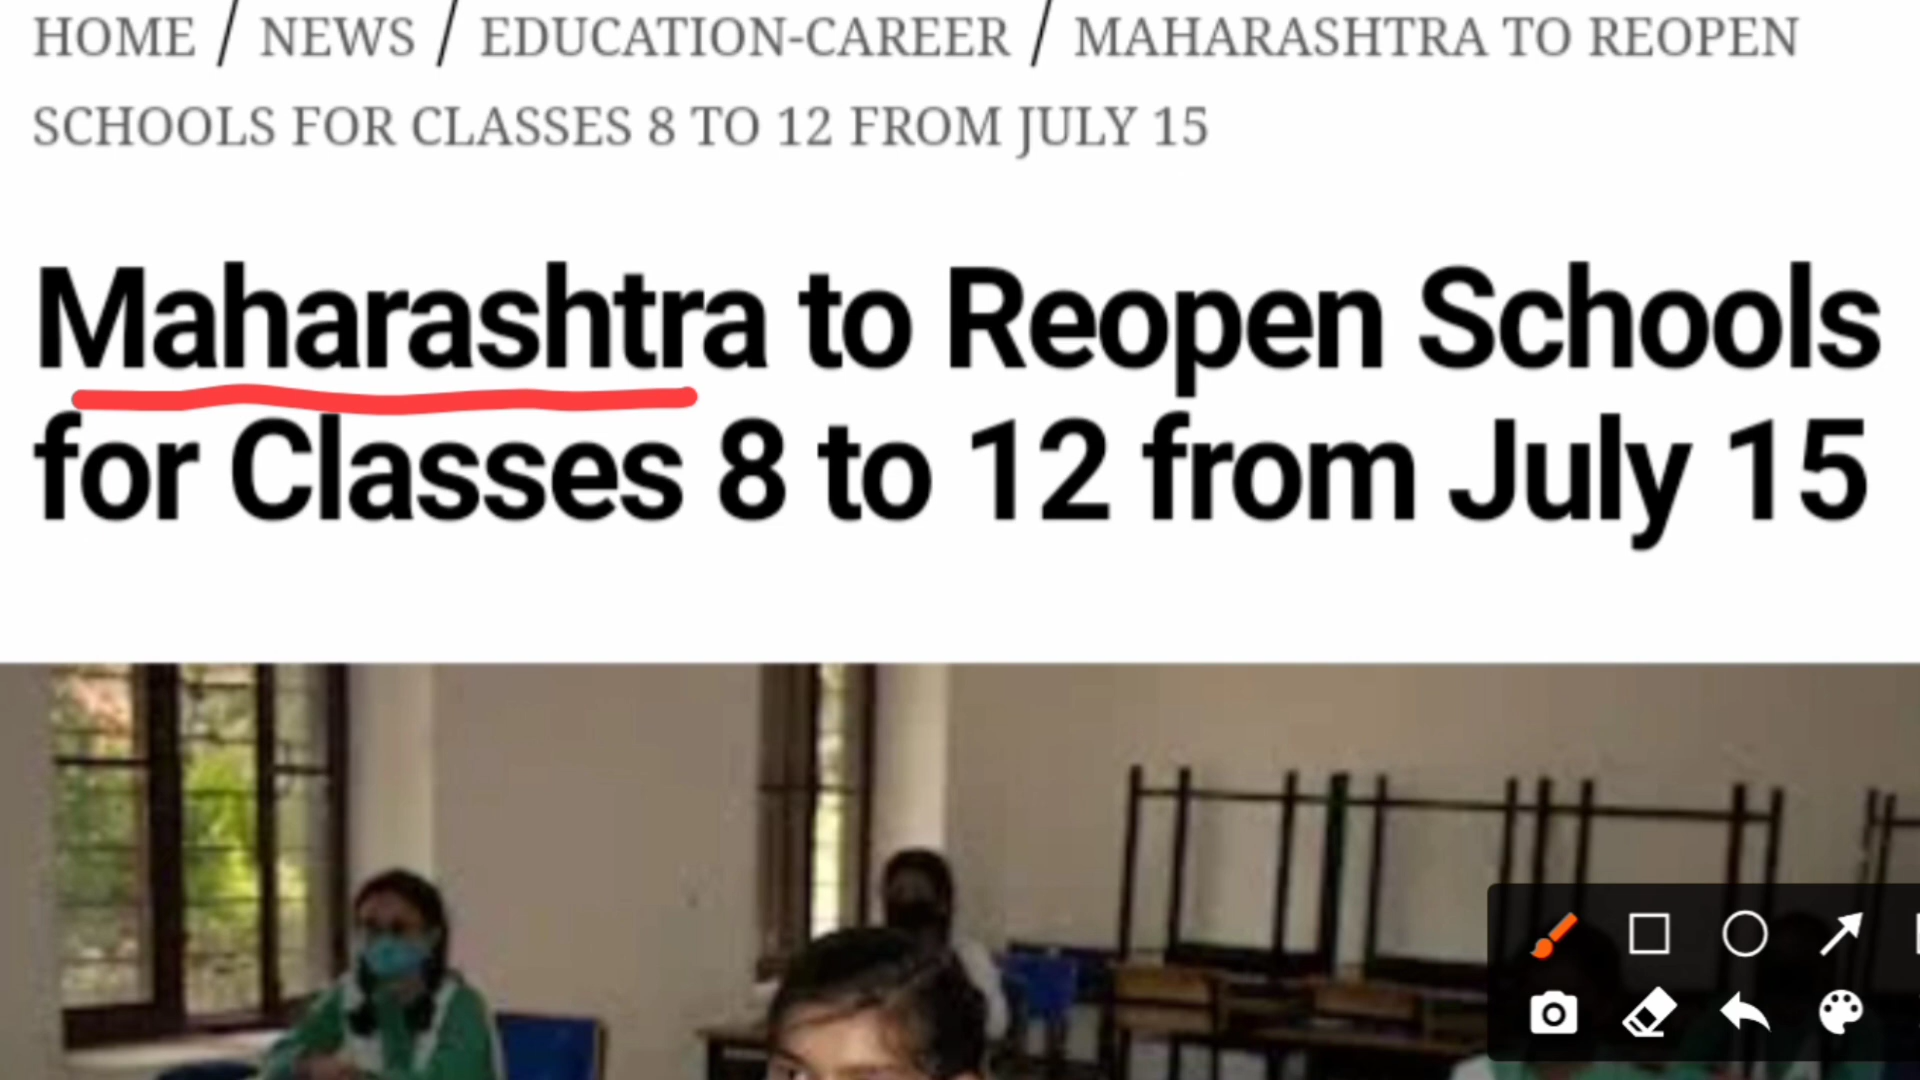 HOME / NEWS / EDUCATION-CAREER / MAHARASHTRA TO REOPEN
SCHOOLS FOR CLASSES 8 TO 12 FROM JULY 15
Maharashtra to Reopen Schools
for Classes 8 to 12 from July 15